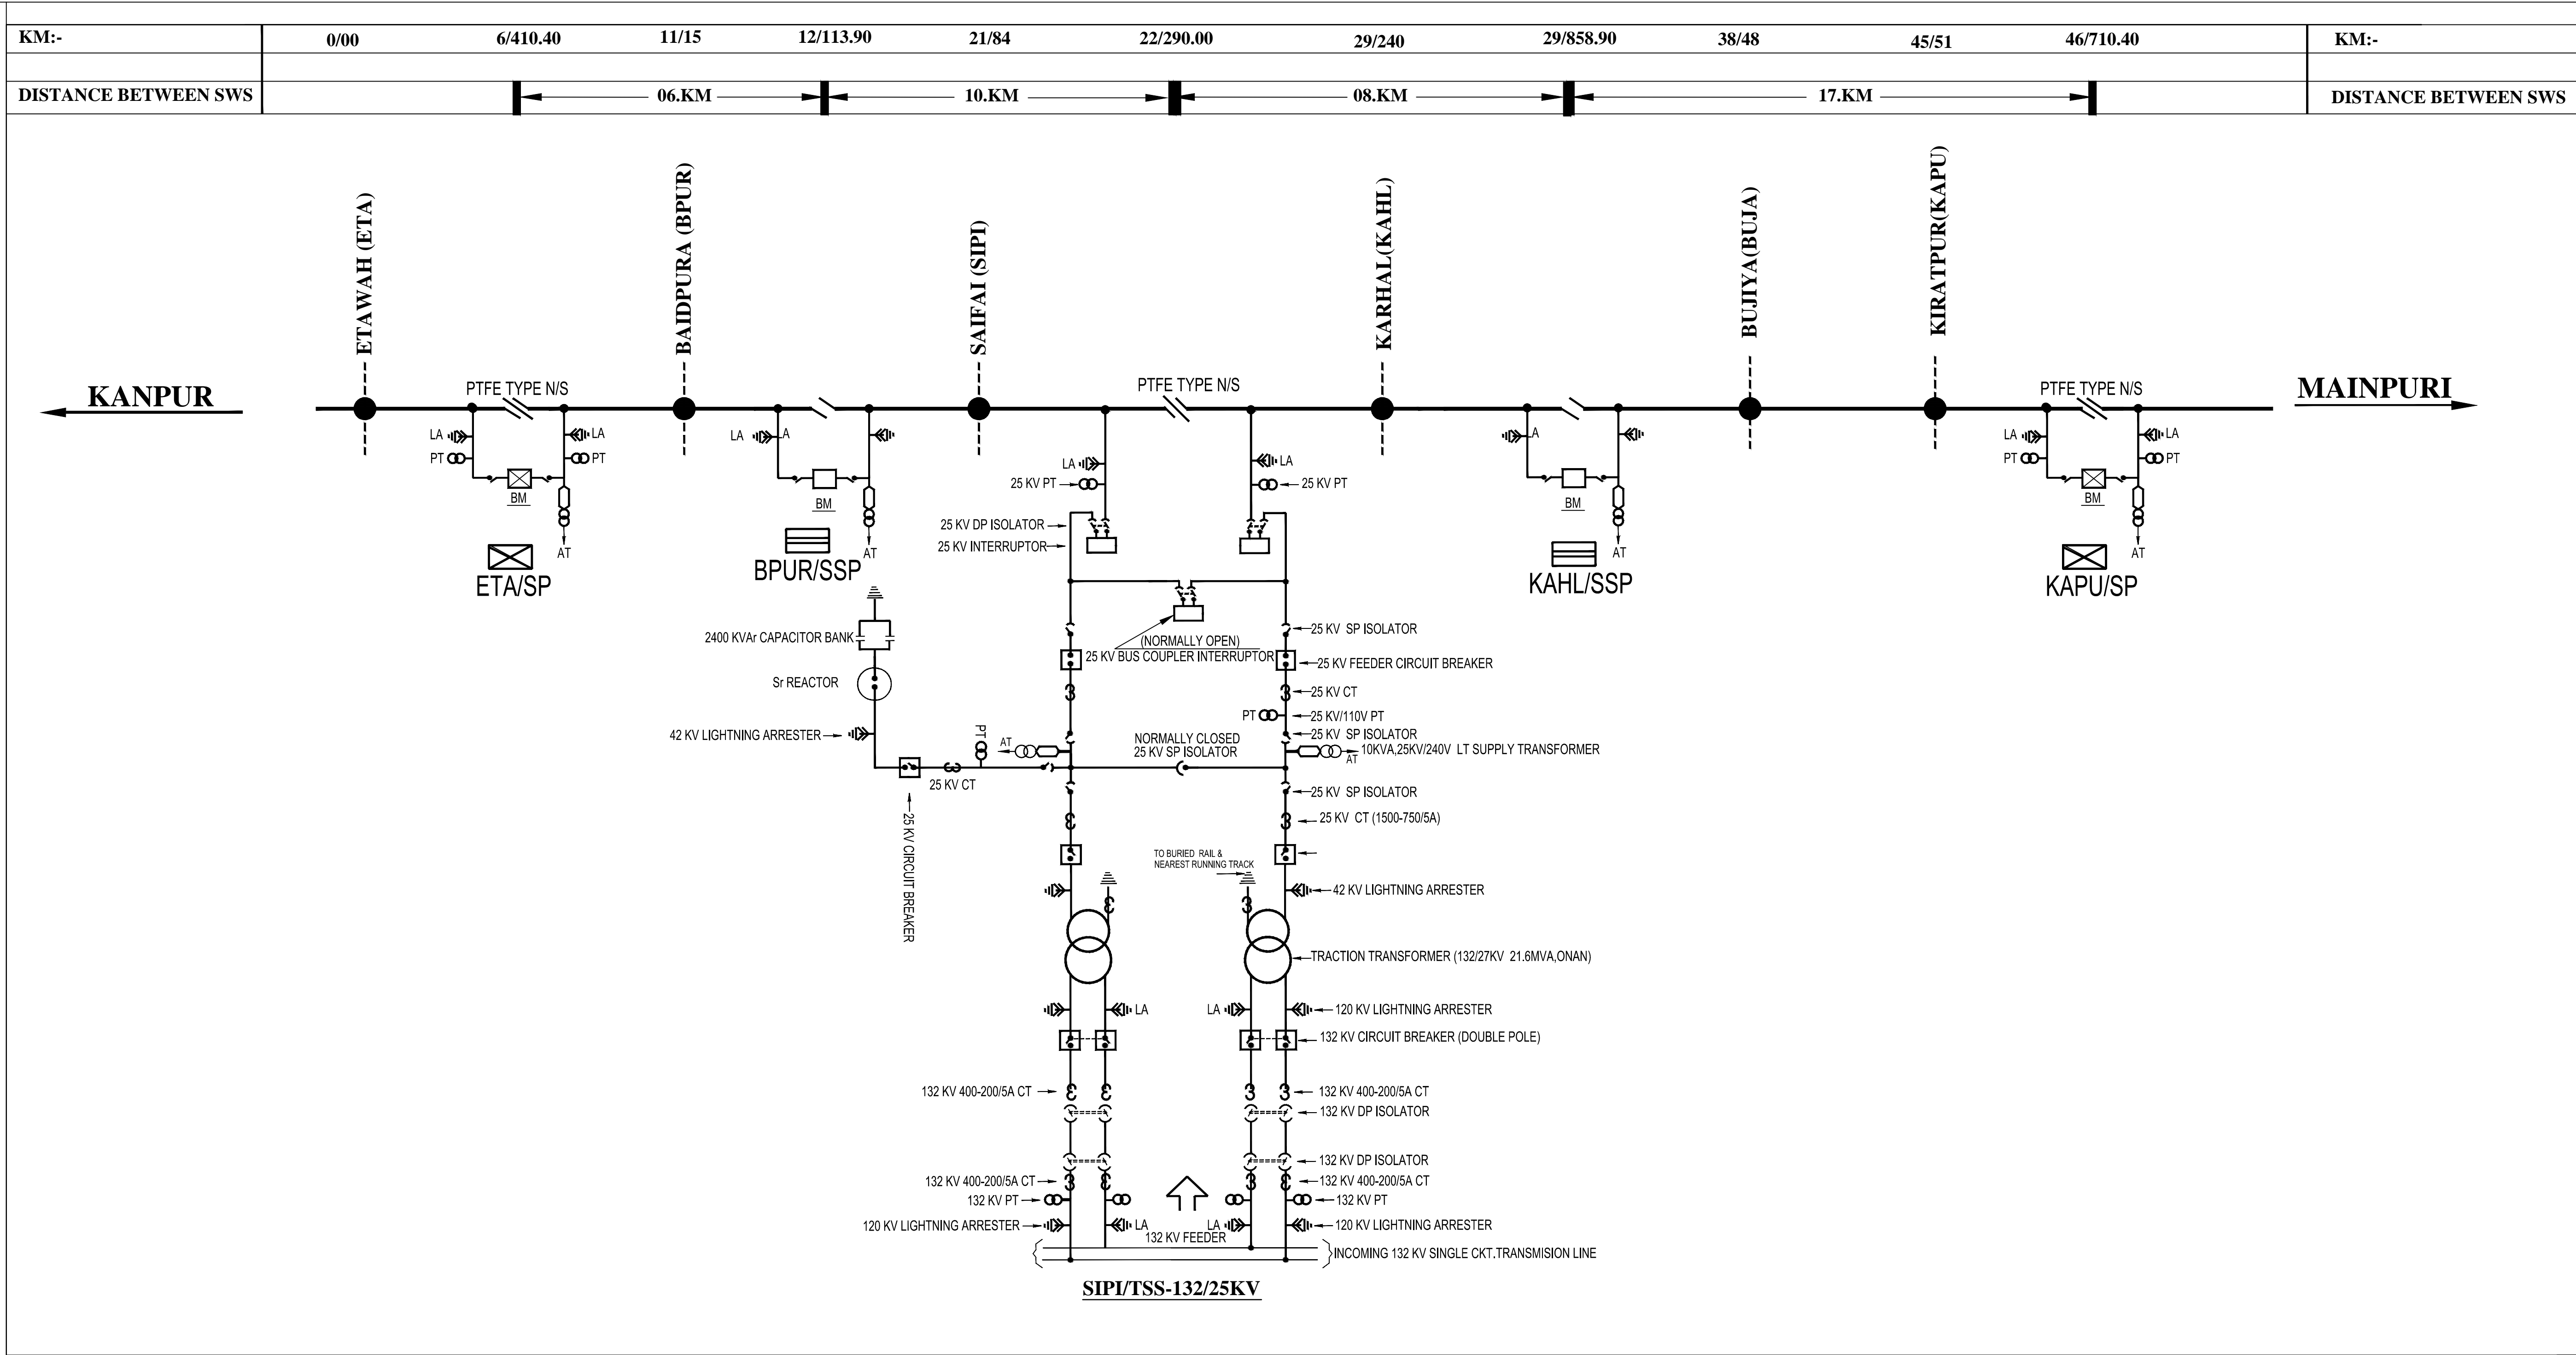 KM:-
0/00
6/410.40
11/15
12/113.90
21/84
22/290.00
29/240
29/858.90
38/48
45/51
46/710.40
KM:-
DISTANCE BETWEEN SWS
06.KM
10.KM
08.KM
17.KM
DISTANCE BETWEEN SWS
ETAWAH (ETA)
BAIDPURA (BPUR)
SAIFAI (SIPI)
KARHAL(KAHL)
BUJIYA(BUJA)
KIRATPUR(KAPU)
KANPUR
PTFE TYPE N/S
PTFE TYPE N/S
PTFE TYPE N/S
MAINPURI
LA
LA
PT
PT
BM
AT
ETA/SP
LA
LA
BM
AT
BPUR/SSP
LA
LA
25 KV PT
25 KV PT
25 KV DP ISOLATOR
25 KV INTERRUPTOR
LA
BM
AT
KAHL/SSP
LA
LA
PT
PT
BM
AT
KAPU/SP
2400 KVAr CAPACITOR BANK
Sr REACTOR
42 KV LIGHTNING ARRESTER
(NORMALLY OPEN)
25 KV BUS COUPLER INTERRUPTOR
25 KV SP ISOLATOR
25 KV FEEDER CIRCUIT BREAKER
25 KV CT
PT
25 KV/110V PT
25 KV SP ISOLATOR
PT
AT
NORMALLY CLOSED
25 KV SP ISOLATOR
10KVA,25KV/240V LT SUPPLY TRANSFORMER
AT
25 KV CT
25 KV CIRCUIT BREAKER
25 KV SP ISOLATOR
25 KV CT (1500-750/5A)
TO BURIED RAIL &
NEAREST RUNNING TRACK
42 KV LIGHTNING ARRESTER
TRACTION TRANSFORMER (132/27KV 21.6MVA,ONAN)
LA
LA
120 KV LIGHTNING ARRESTER
132 KV CIRCUIT BREAKER (DOUBLE POLE)
132 KV 400-200/5A CT
132 KV 400-200/5A CT
132 KV DP ISOLATOR
132 KV DP ISOLATOR
132 KV 400-200/5A CT
132 KV 400-200/5A CT
132 KV PT
132 KV PT
120 KV LIGHTNING ARRESTER
LA
LA
120 KV LIGHTNING ARRESTER
132 KV FEEDER
INCOMING 132 KV SINGLE CKT.TRANSMISION LINE
SIPI/TSS-132/25KV